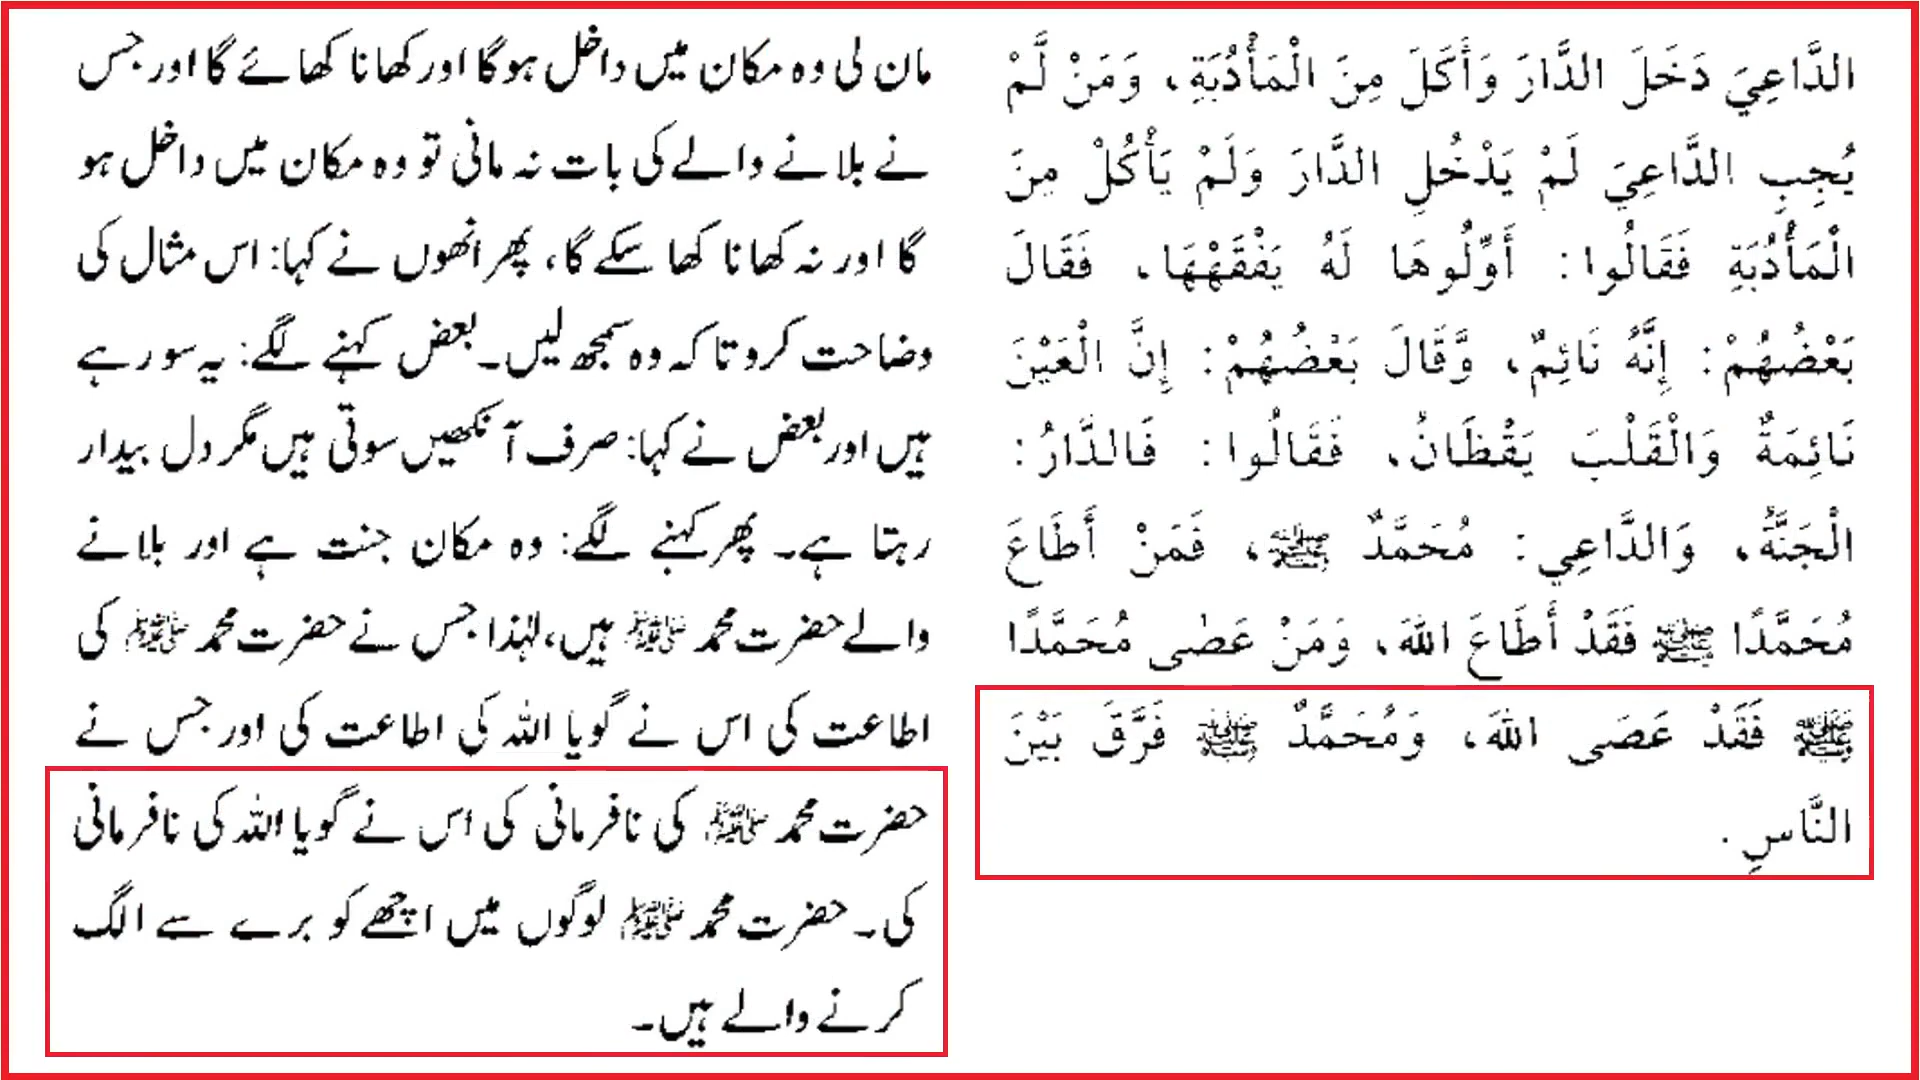 الدَّاعِيَ دَخَلَ الدَّارَ وَأَكَلَ مِنَ الْمَأْدُبَةِ، وَمَنْ لَّمْ
يُجِبِ الدَّاعِيَ لَمْ يَدْخُلِ الدَّارَ وَلَمْ يَأْكُلْ مِنَ
الْمَأْدُبَةِ فَقَالُوا: أَوِّلُوهَا لَهُ يَفْقَهْهَا، فَقَالَ
بَعْضُهُمْ: إِنَّهُ نَائِمٌ، وَّقَالَ بَعْضُهُمْ: إِنَّ الْعَيْنَ
نَائِمَةٌ وَالْقَلْبَ يَقْظَانُ، فَقَالُوا: فَالدَّارُ:
الْجَنَّةُ، وَالدَّاعِي: مُحَمَّدٌ ﷺ، فَمَنْ أَطَاعَ
مُحَمَّدًا ﷺ فَقَدْ أَطَاعَ اللهَ، وَمَنْ عَصٰى مُحَمَّدًا
ﷺ فَقَدْ عَصَى اللهَ، وَمُحَمَّدٌ ﷺ فَرَّقَ بَيْنَ
النَّاسِ.
مان لی وہ مکان میں داخل ہوگا اور کھانا کھائے گا اور جس
نے بلانے والے کی بات نہ مانی تو وہ مکان میں داخل ہو
گا اور نہ کھانا کھا سکے گا، پھر انھوں نے کہا: اس مثال کی
وضاحت کرو تاکہ وہ سمجھ لیں۔ بعض کہنے لگے: یہ سو رہے
ہیں اور بعض نے کہا: صرف آنکھیں سوتی ہیں مگر دل بیدار
رہتا ہے۔ پھر کہنے لگے: وہ مکان جنت ہے اور بلانے
والے حضرت محمد ﷺ ہیں، لہٰذا جس نے حضرت محمد ﷺ کی
اطاعت کی اس نے گویا اللہ کی اطاعت کی اور جس نے
حضرت محمد ﷺ کی نافرمانی کی اس نے گویا اللہ کی نافرمانی
کی۔ حضرت محمد ﷺ لوگوں میں اچھے کو برے سے الگ
کرنے والے ہیں۔